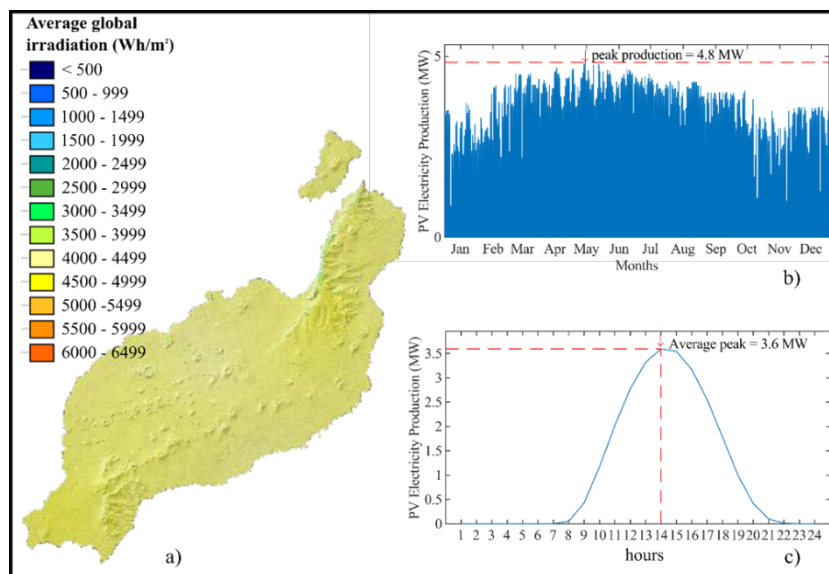 Average global
irradiation (Wh/m²)
< 500
500 - 999
1000 - 1499
1500 - 1999
2000 - 2499
2500 - 2999
3000 - 3499
3500 - 3999
4000 - 4499
4500 - 4999
5000 -5499
5500 - 5999
6000 - 6499
a)
PV Electricity Production (MW)
5
0
peak production = 4.8 MW
Jan Feb Mar Apr May Jun Jul Aug Sep Oct Nov Dec
Months
b)
PV Electricity Production (MW)
3.5
3
2.5
2
1.5
1
0.5
0
Average peak = 3.6 MW
1 2 3 4 5 6 7 8 9 10 11 12 13 14 15 16 17 18 19 20 21 22 23 24
hours
c)